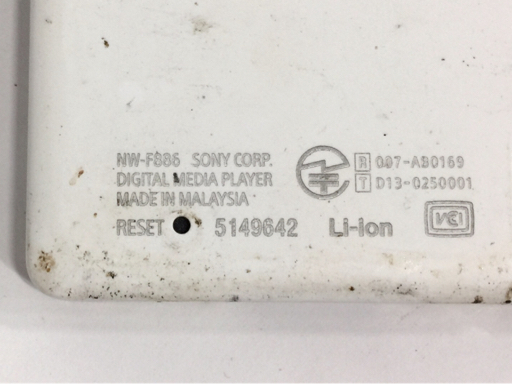 NW-F886 SONY CORP.
DIGITAL MEDIA PLAYER
MADE IN MALAYSIA
RESET 5149642 Li-ion
R 007-AB0169
T D13-0250001
VCI